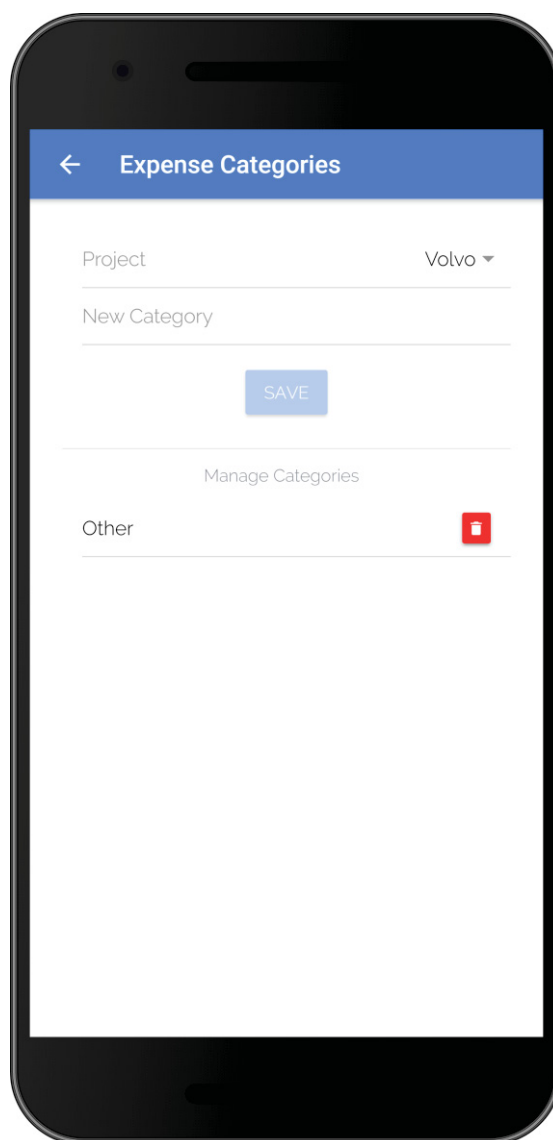 Expense Categories
Project Volvo
New Category
SAVE
Manage Categories
Other